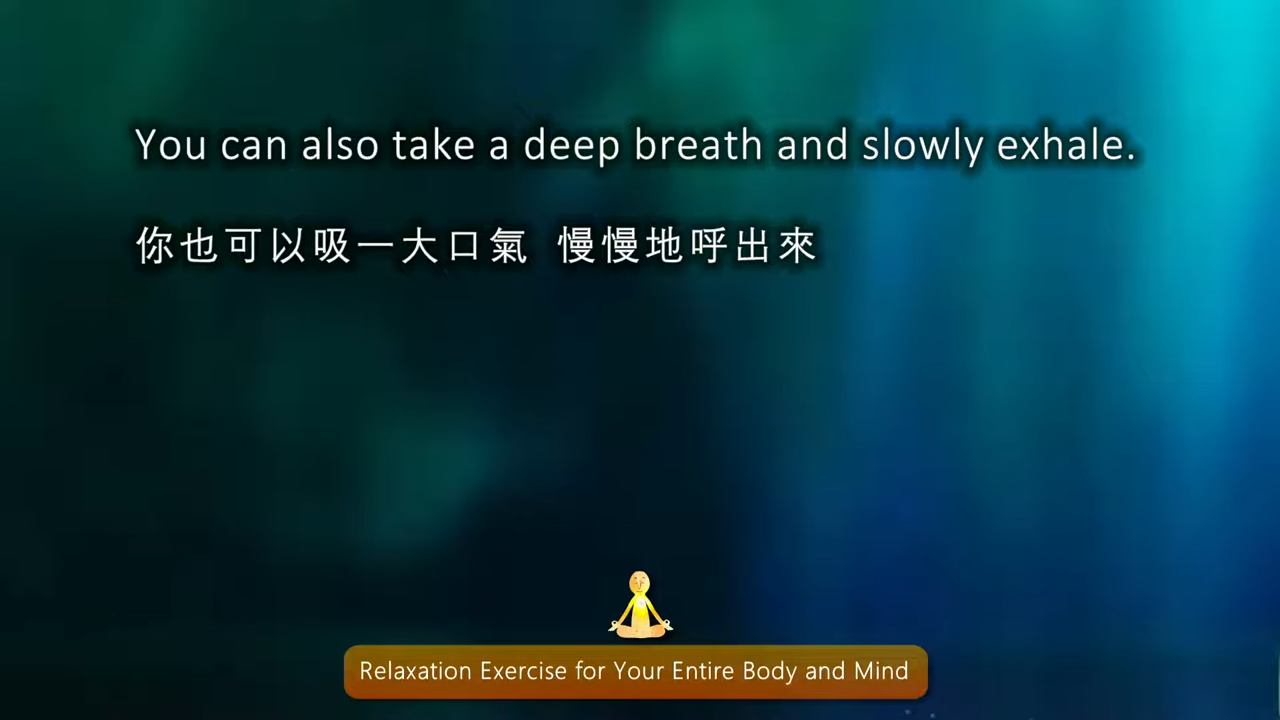 You can also take a deep breath and slowly exhale.
你也可以吸一大口氣 慢慢地呼出來
Relaxation Exercise for Your Entire Body and Mind